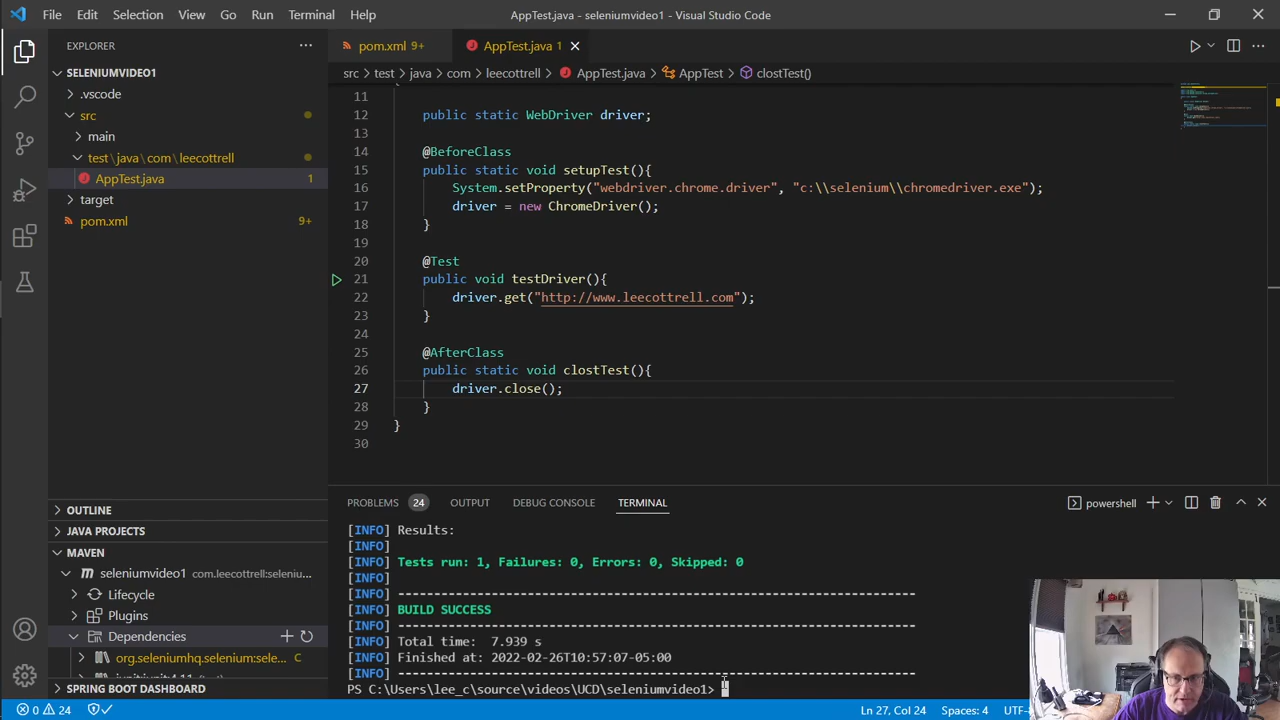 File Edit Selection View Go Run Terminal Help AppTest.java - seleniumvideo1 - Visual Studio Code
EXPLORER
pom.xml 9+
AppTest.java 1
SELENIUMVIDEO1
src > test > java > com > leecottrell > AppTest.java > AppTest > clostTest()
.vscode
src
main
test\java\com\leecottrell
AppTest.java 1
target
pom.xml 9+
11
12 public static WebDriver driver;
13
14 @BeforeClass
15 public static void setupTest(){
16 System.setProperty("webdriver.chrome.driver", "c:\\selenium\\chromedriver.exe");
17 driver = new ChromeDriver();
18 }
19
20 @Test
21 public void testDriver(){
22 driver.get("http://www.leecottrell.com");
23 }
24
25 @AfterClass
26 public static void clostTest(){
27 driver.close();
28 }
29 }
30
OUTLINE
JAVA PROJECTS
MAVEN
seleniumvideo1 com.leecottrell:seleniu...
Lifecycle
Plugins
Dependencies
org.seleniumhq.selenium:sele... C
SPRING BOOT DASHBOARD
PROBLEMS 24 OUTPUT DEBUG CONSOLE TERMINAL powershell
[INFO] Results:
[INFO]
[INFO] Tests run: 1, Failures: 0, Errors: 0, Skipped: 0
[INFO]
[INFO] ------------------------------------------------------------------------
[INFO] BUILD SUCCESS
[INFO] ------------------------------------------------------------------------
[INFO] Total time:  7.939 s
[INFO] Finished at: 2022-02-26T10:57:07-05:00
[INFO] ------------------------------------------------------------------------
PS C:\Users\lee_c\source\videos\UCD\seleniumvideo1>
0 24 Ln 27, Col 24 Spaces: 4 UTF-8